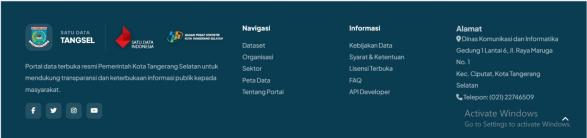 SATU DATA
TANGSEL
SATU DATA
INDONESIA
BADAN PUSAT STATISTIK
KOTA TANGERANG SELATAN
Portal data terbuka resmi Pemerintah Kota Tangerang Selatan untuk
mendukung transparansi dan keterbukaan informasi publik kepada
masyarakat.
Navigasi
Dataset
Organisasi
Sektor
Peta Data
Tentang Portal
Informasi
Kebijakan Data
Syarat & Ketentuan
Lisensi Terbuka
FAQ
API Developer
Alamat
Dinas Komunikasi dan Informatika
Gedung 1 Lantai 6, Jl. Raya Maruga
No. 1
Kec. Ciputat, Kota Tangerang
Selatan
Telepon: (021) 22746509
Activate Windows
Go to Settings to activate Windows.